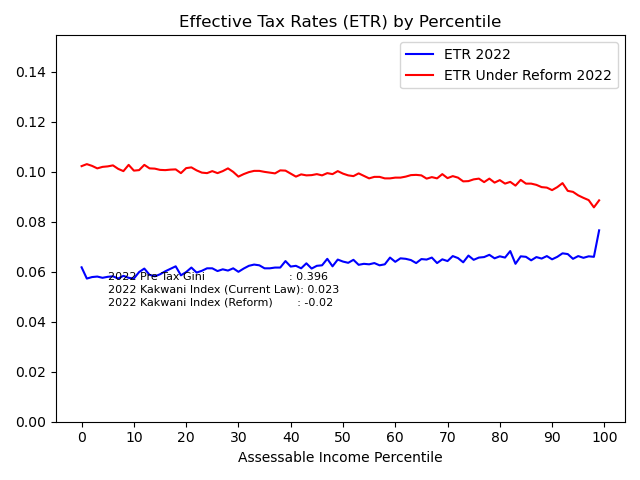 Effective Tax Rates (ETR) by Percentile
ETR 2022
ETR Under Reform 2022
0.14
0.12
0.10
0.08
0.06
0.04
0.02
0.00
2022 Pre Tax Gini : 0.396
2022 Kakwani Index (Current Law): 0.023
2022 Kakwani Index (Reform) : -0.02
0 10 20 30 40 50 60 70 80 90 100
Assessable Income Percentile